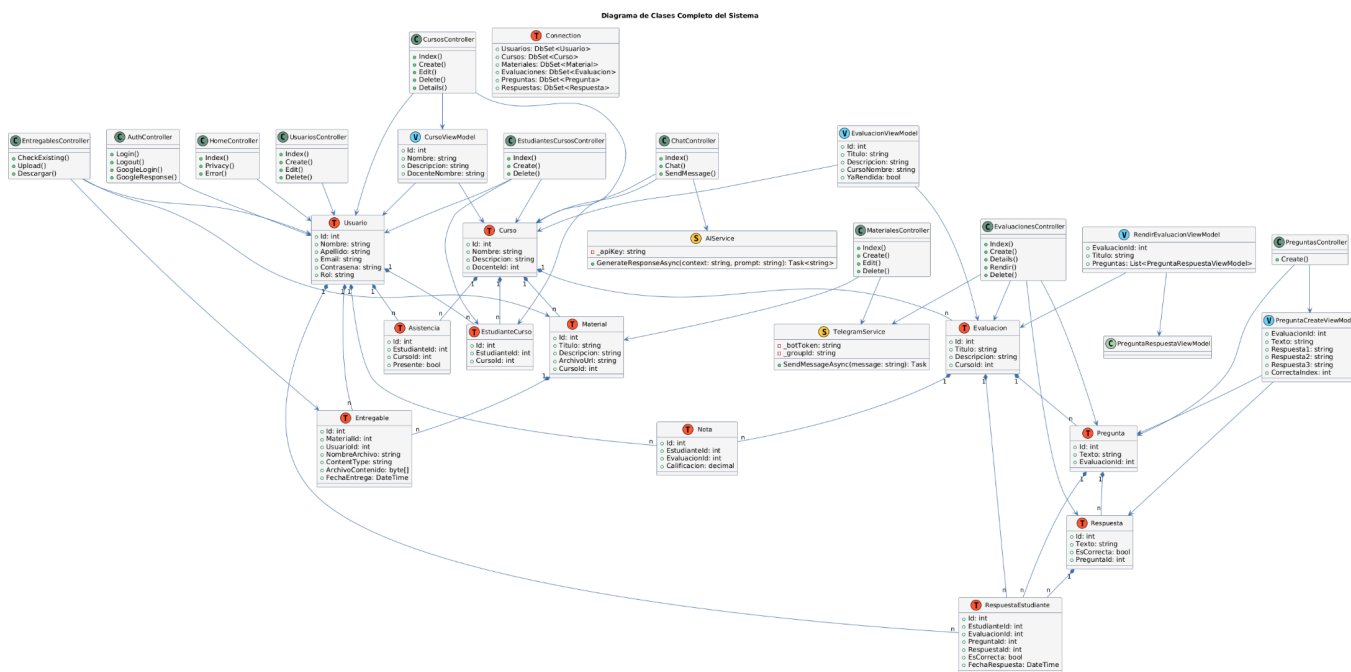 Diagrama de Clases Completo del Sistema
C CursosController
Index()
Create()
Edit()
Delete()
Details()
T Connection
Usuarios: DbSet<Usuario>
Cursos: DbSet<Curso>
Materiales: DbSet<Material>
Evaluaciones: DbSet<Evaluacion>
Preguntas: DbSet<Pregunta>
Respuestas: DbSet<Respuesta>
C EntregablesController
CheckExisting()
Upload()
Descargar()
C AuthController
Login()
Logout()
GoogleLogin()
GoogleResponse()
C HomeController
Index()
Privacy()
Error()
C UsuariosController
Index()
Create()
Edit()
Delete()
V CursoViewModel
Id: int
Nombre: string
Descripcion: string
DocenteNombre: string
C EstudiantesCursosController
Index()
Create()
Delete()
C ChatController
Index()
Chat()
SendMessage()
V EvaluacionViewModel
Id: int
Titulo: string
Descripcion: string
CursoNombre: string
YaRendida: bool
T Usuario
Id: int
Nombre: string
Apellido: string
Email: string
Contrasena: string
Rol: string
T Curso
Id: int
Nombre: string
Descripcion: string
DocenteId: int
S AIService
_apiKey: string
GenerateResponseAsync(context: string, prompt: string): Task<string>
C MaterialesController
Index()
Create()
Edit()
Delete()
C EvaluacionesController
Index()
Create()
Details()
Rendir()
Delete()
V RendirEvaluacionViewModel
EvaluacionId: int
Titulo: string
Preguntas: List<PreguntaRespuestaViewModel>
C PreguntasController
Create()
T Asistencia
Id: int
EstudianteId: int
CursoId: int
Presente: bool
T EstudianteCurso
Id: int
EstudianteId: int
CursoId: int
T Material
Id: int
Titulo: string
Descripcion: string
ArchivoUrl: string
CursoId: int
S TelegramService
_botToken: string
_groupId: string
SendMessageAsync(message: string): Task
T Evaluacion
Id: int
Titulo: string
Descripcion: string
CursoId: int
C PreguntaRespuestaViewModel
V PreguntaCreateViewModel
EvaluacionId: int
Texto: string
Respuesta1: string
Respuesta2: string
Respuesta3: string
CorrectaIndex: int
T Entregable
Id: int
MaterialId: int
UsuarioId: int
NombreArchivo: string
ContentType: string
ArchivoContenido: byte[]
FechaEntrega: DateTime
T Nota
Id: int
EstudianteId: int
EvaluacionId: int
Calificacion: decimal
T Pregunta
Id: int
Texto: string
EvaluacionId: int
T Respuesta
Id: int
Texto: string
EsCorrecta: bool
PreguntaId: int
T RespuestaEstudiante
Id: int
EstudianteId: int
EvaluacionId: int
PreguntaId: int
RespuestaId: int
EsCorrecta: bool
FechaRespuesta: DateTime